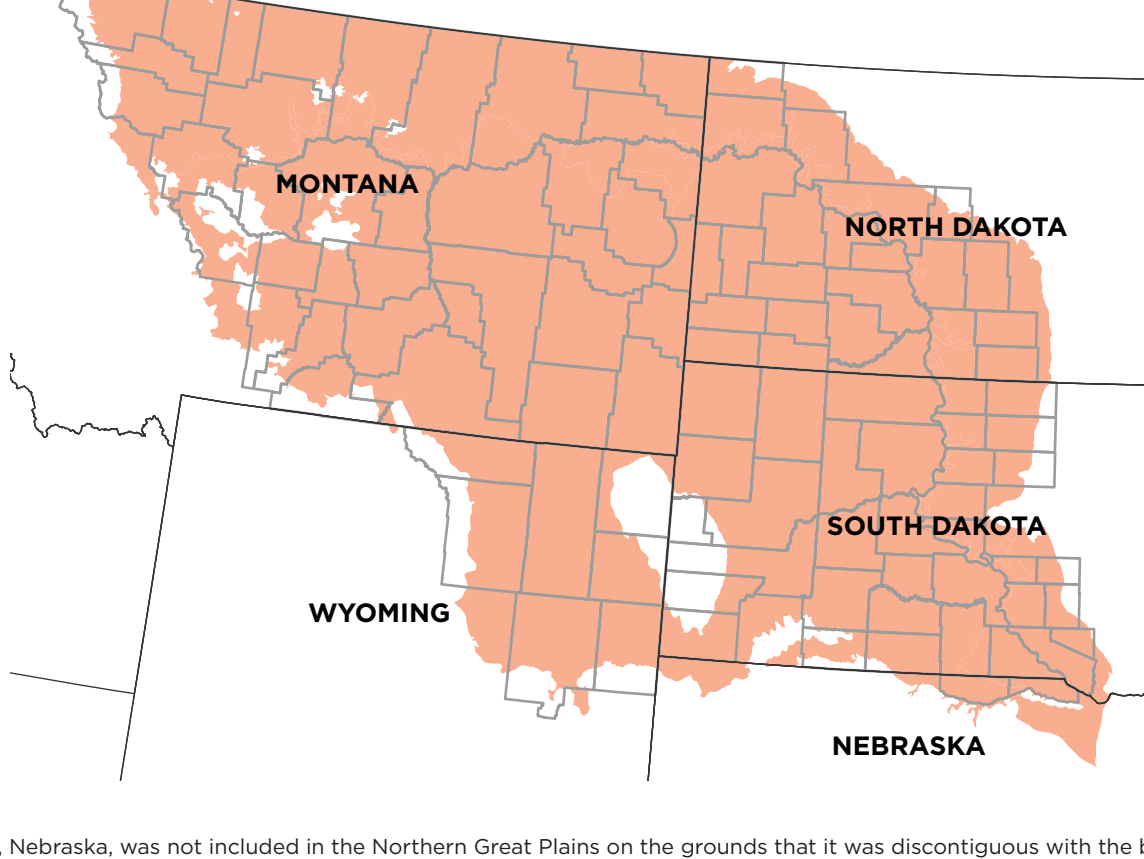 MONTANA
NORTH DAKOTA
SOUTH DAKOTA
WYOMING
NEBRASKA
, Nebraska, was not included in the Northern Great Plains on the grounds that it was discontiguous with the